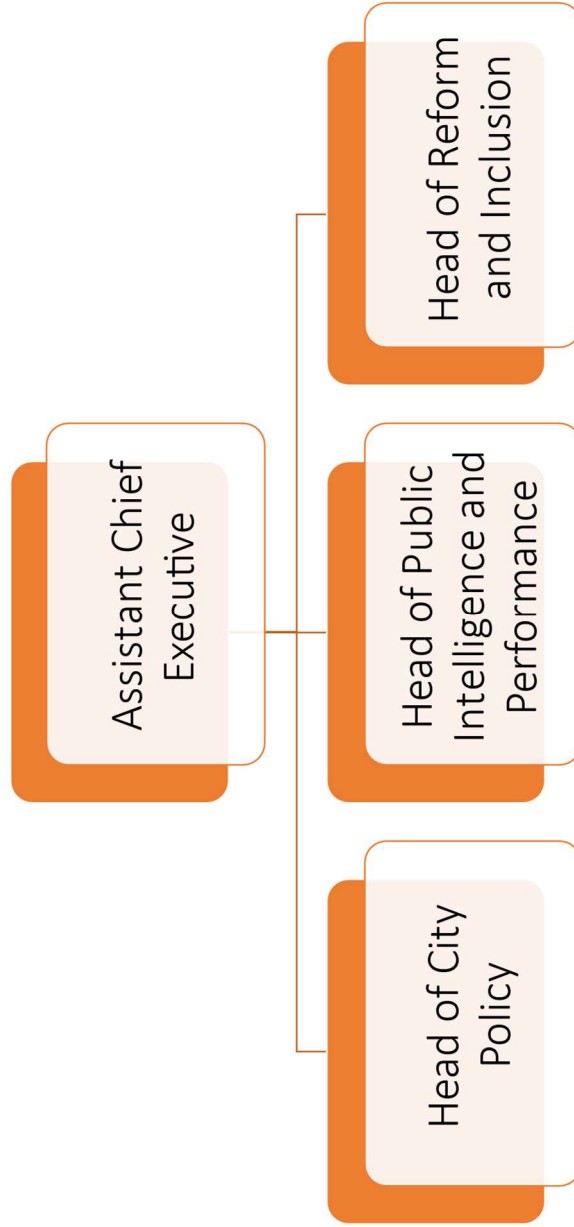 Assistant Chief
Executive
Head of City
Policy
Head of Public
Intelligence and
Performance
Head of Reform
and Inclusion